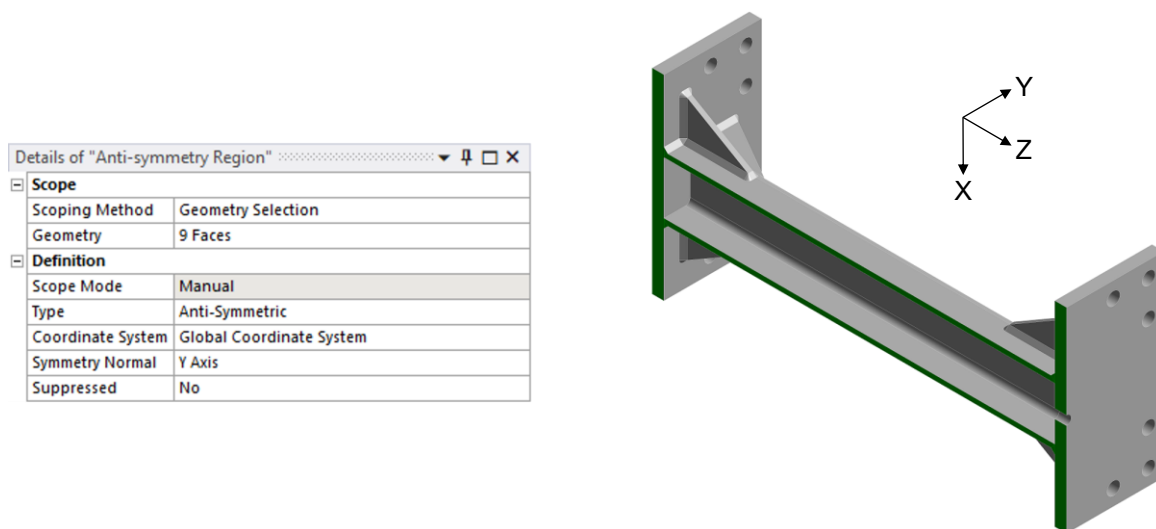 Details of "Anti-symmetry Region"
Scope
Scoping Method Geometry Selection
Geometry 9 Faces
Definition
Scope Mode Manual
Type Anti-Symmetric
Coordinate System Global Coordinate System
Symmetry Normal Y Axis
Suppressed No
Y
Z
X